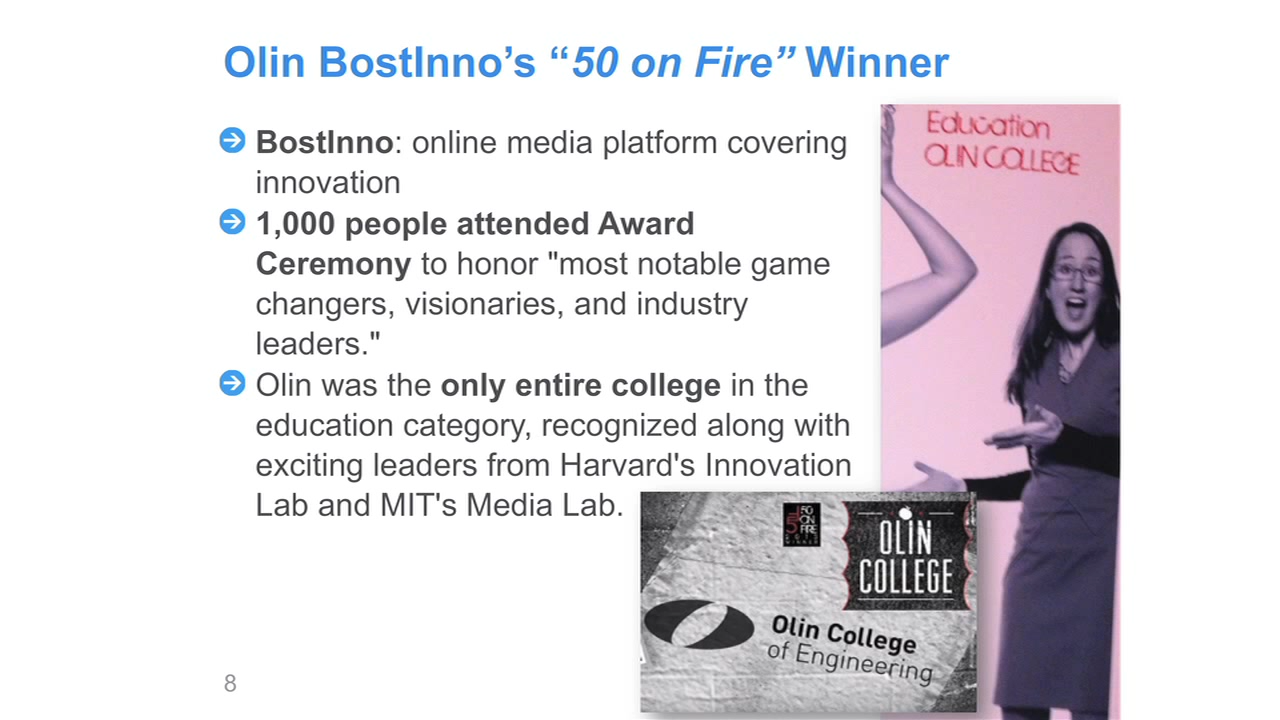 Olin BostInno’s “50 on Fire” Winner
BostInno: online media platform covering
innovation
1,000 people attended Award
Ceremony to honor "most notable game
changers, visionaries, and industry
leaders."
Olin was the only entire college in the
education category, recognized along with
exciting leaders from Harvard's Innovation
Lab and MIT's Media Lab.
Education
OLIN COLLEGE
50
ON
FIRE
2013
WINNER
OLIN
COLLEGE
Olin College
of Engineering
8